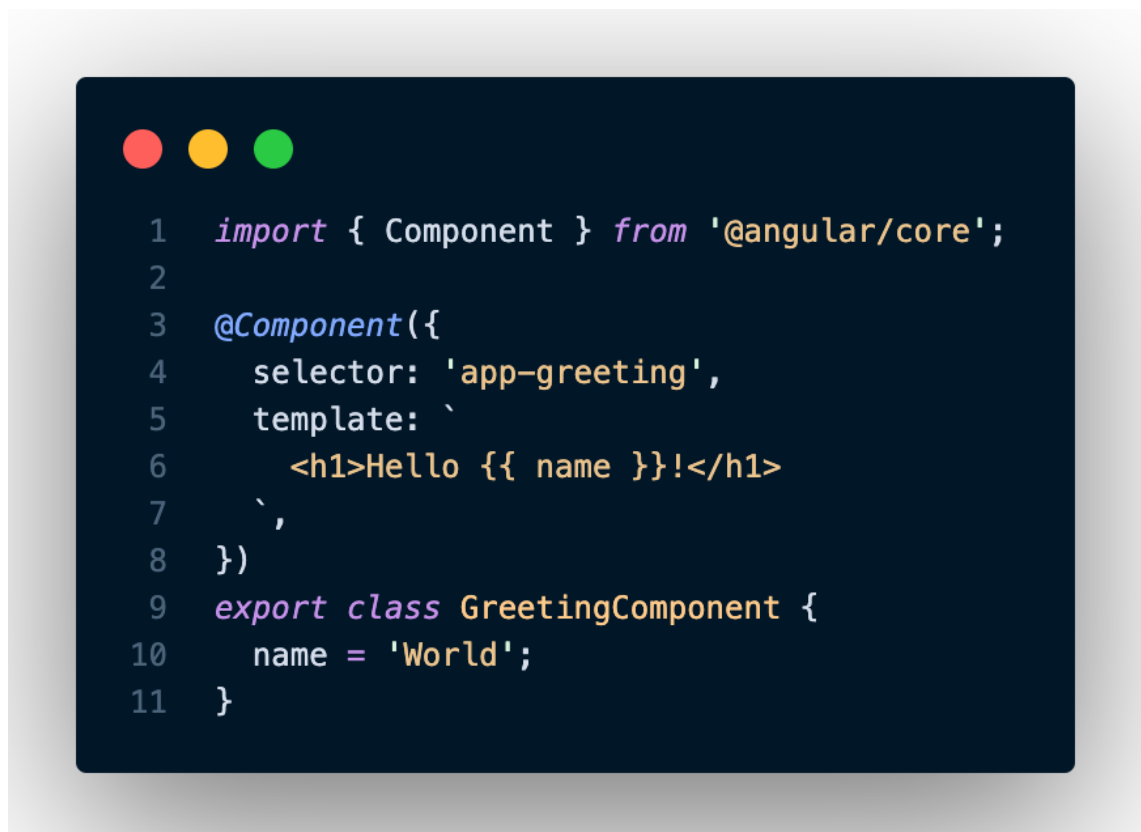 1 import { Component } from '@angular/core';
2
3 @Component({
4   selector: 'app-greeting',
5   template: `
6     <h1>Hello {{ name }}!</h1>
7   `,
8 })
9 export class GreetingComponent {
10   name = 'World';
11 }